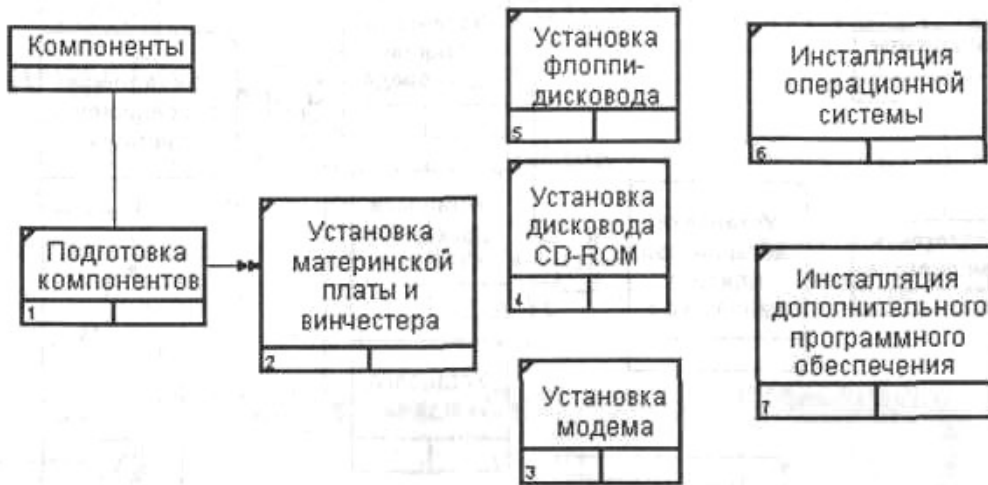 Компоненты
Подготовка
компонентов
1
Установка
материнской
платы и
винчестера
2
Установка
флоппи-
дисковода
5
Установка
дисковода
CD-ROM
4
Установка
модема
3
Инсталляция
операционной
системы
6
Инсталляция
дополнительного
программного
обеспечения
7